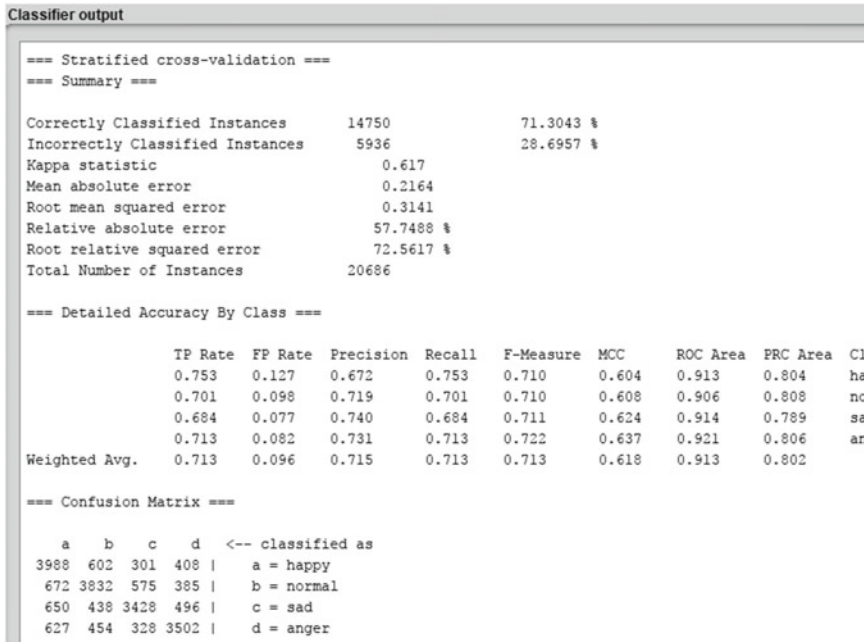 Classifier output
=== Stratified cross-validation ===
=== Summary ===
Correctly Classified Instances 14750 71.3043 %
Incorrectly Classified Instances 5936 28.6957 %
Kappa statistic 0.617
Mean absolute error 0.2164
Root mean squared error 0.3141
Relative absolute error 57.7488 %
Root relative squared error 72.5617 %
Total Number of Instances 20686
=== Detailed Accuracy By Class ===
TP Rate FP Rate Precision Recall F-Measure MCC ROC Area PRC Area Cl
0.753 0.127 0.672 0.753 0.710 0.604 0.913 0.804 ha
0.701 0.098 0.719 0.701 0.710 0.608 0.906 0.808 no
0.684 0.077 0.740 0.684 0.711 0.624 0.914 0.789 sa
0.713 0.082 0.731 0.713 0.722 0.637 0.921 0.806 an
Weighted Avg. 0.713 0.096 0.715 0.713 0.713 0.618 0.913 0.802
=== Confusion Matrix ===
a b c d <-- classified as
3988 602 301 408 | a = happy
672 3832 575 385 | b = normal
650 438 3428 496 | c = sad
627 454 328 3502 | d = anger